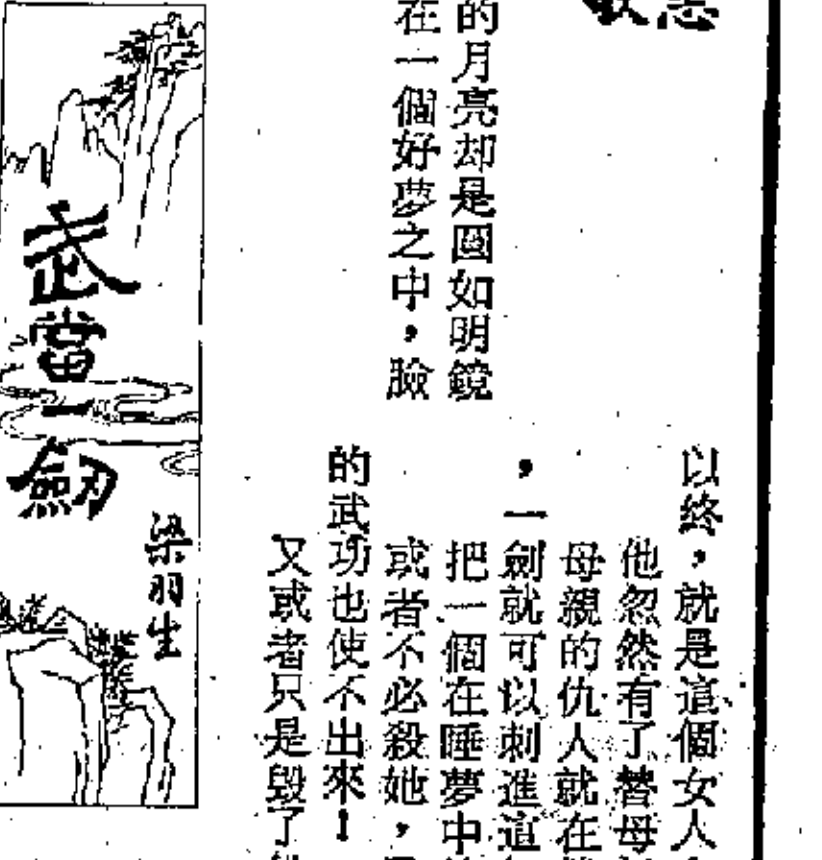 的月亮却是圓如明鏡
在一個好夢之中，臉
以终，就是這個女人
他忽然有了替母
母親的仇人就在
，一劍就可以刺進這
把一個在睡夢中
或者不必殺她，
的武功也使不出來！
又或者只是毀了
武當一劍
梁羽生